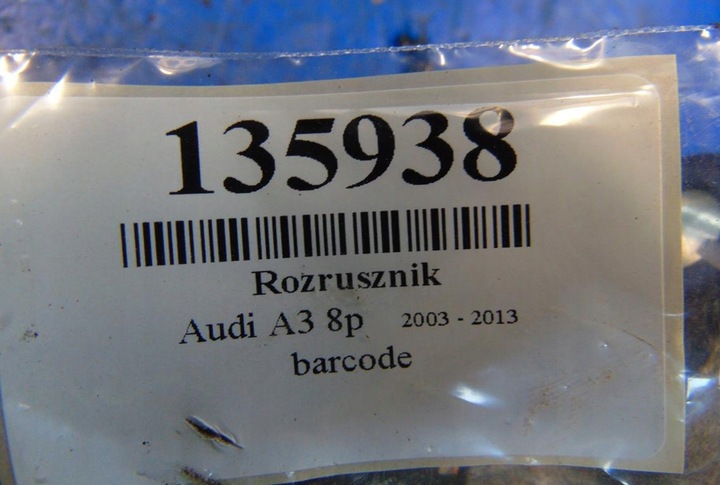 135938
Rozrusznik
Audi A3 8p 2003 - 2013
barcode